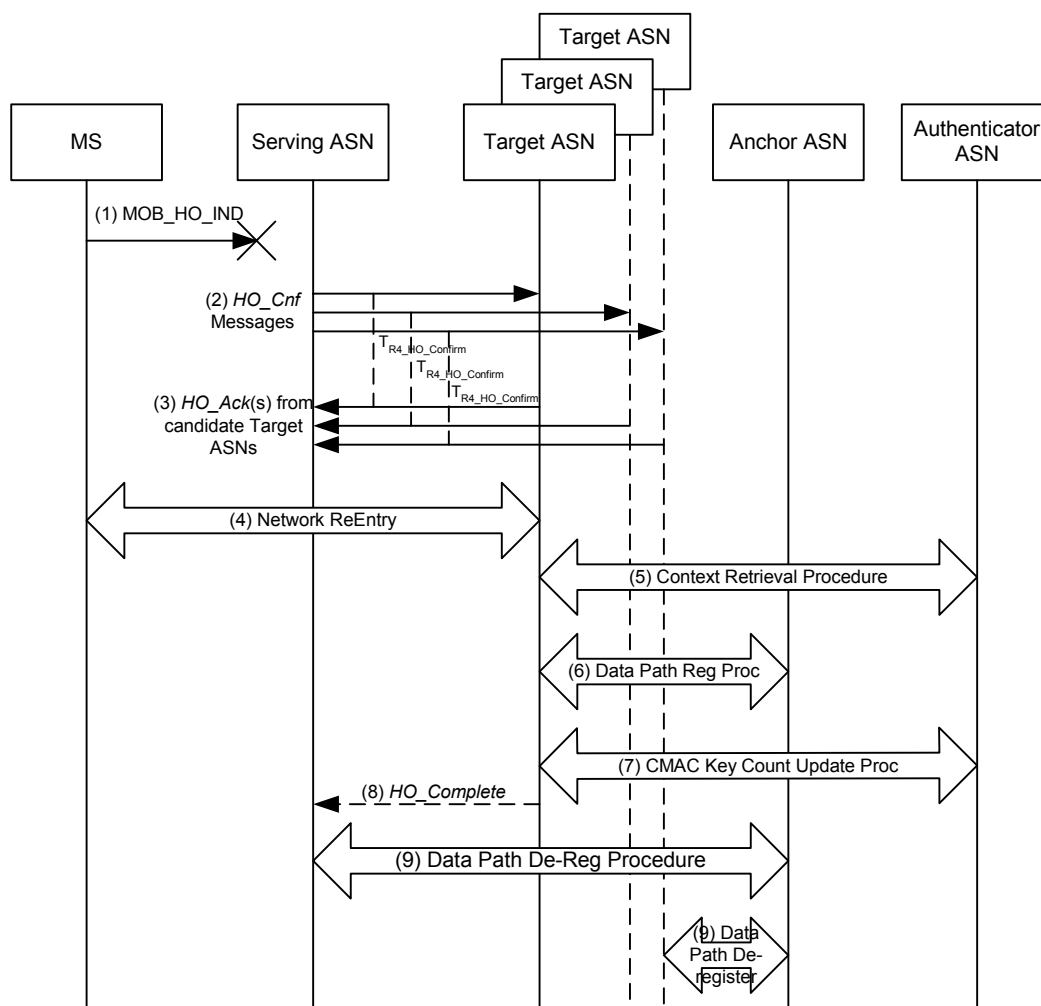 Target ASN
Target ASN
MS
Serving ASN
Target ASN
Anchor ASN
Authenticator
ASN
(1) MOB_HO_IND
(2) HO_Cnf
Messages
TR4_HO_Confirm
TR4_HO_Confirm
TR4_HO_Confirm
(3) HO_Ack(s) from
candidate Target
ASNs
(4) Network ReEntry
(5) Context Retrieval Procedure
(6) Data Path Reg Proc
(7) CMAC Key Count Update Proc
(8) HO_Complete
(9) Data Path De-Reg Procedure
(9) Data
Path De-
register